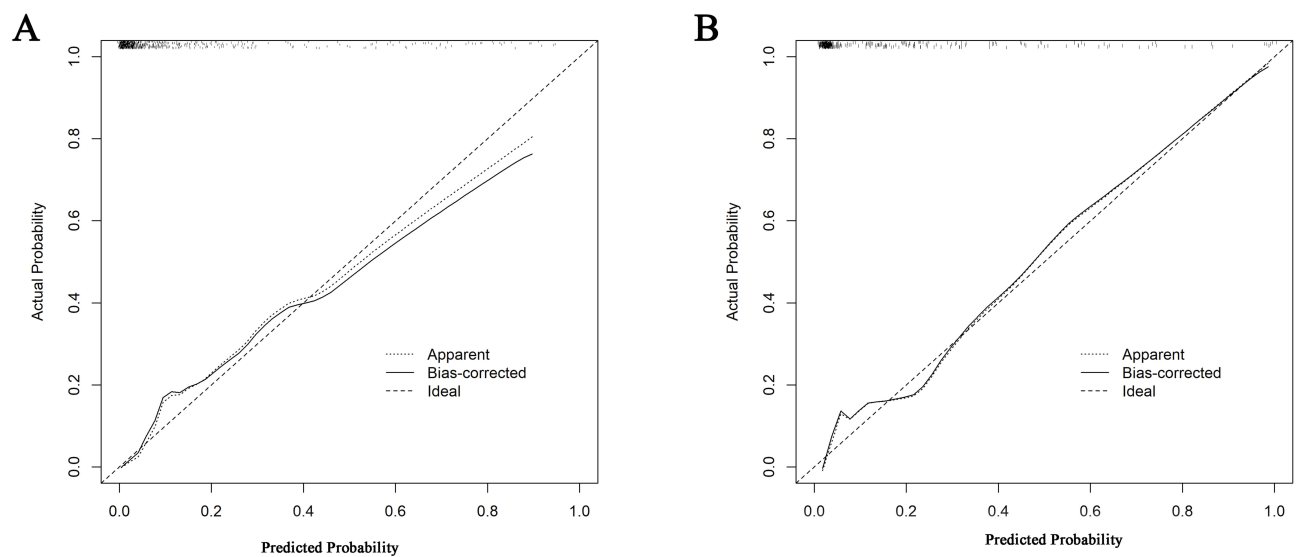 A
1.0
0.8
0.6
0.4
0.2
0.0
Actual Probability
Apparent
Bias-corrected
Ideal
0.0 0.2 0.4 0.6 0.8 1.0
Predicted Probability
B
1.0
0.8
0.6
0.4
0.2
0.0
Actual Probability
Apparent
Bias-corrected
Ideal
0.0 0.2 0.4 0.6 0.8 1.0
Predicted Probability